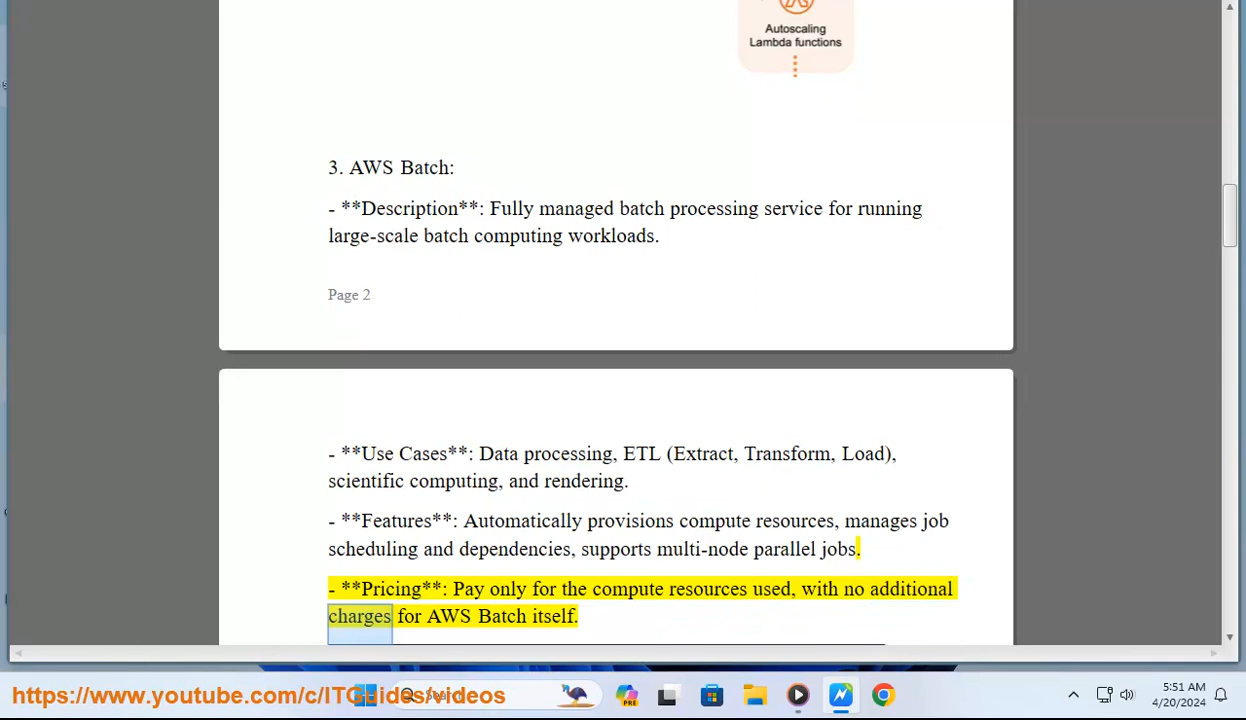 Autoscaling
Lambda functions
3. AWS Batch:
- **Description**: Fully managed batch processing service for running
large-scale batch computing workloads.
Page 2
- **Use Cases**: Data processing, ETL (Extract, Transform, Load),
scientific computing, and rendering.
- **Features**: Automatically provisions compute resources, manages job
scheduling and dependencies, supports multi-node parallel jobs.
- **Pricing**: Pay only for the compute resources used, with no additional
charges for AWS Batch itself.
https://www.youtube.com/c/ITGuides/videos
PRE
5:51 AM
4/20/2024